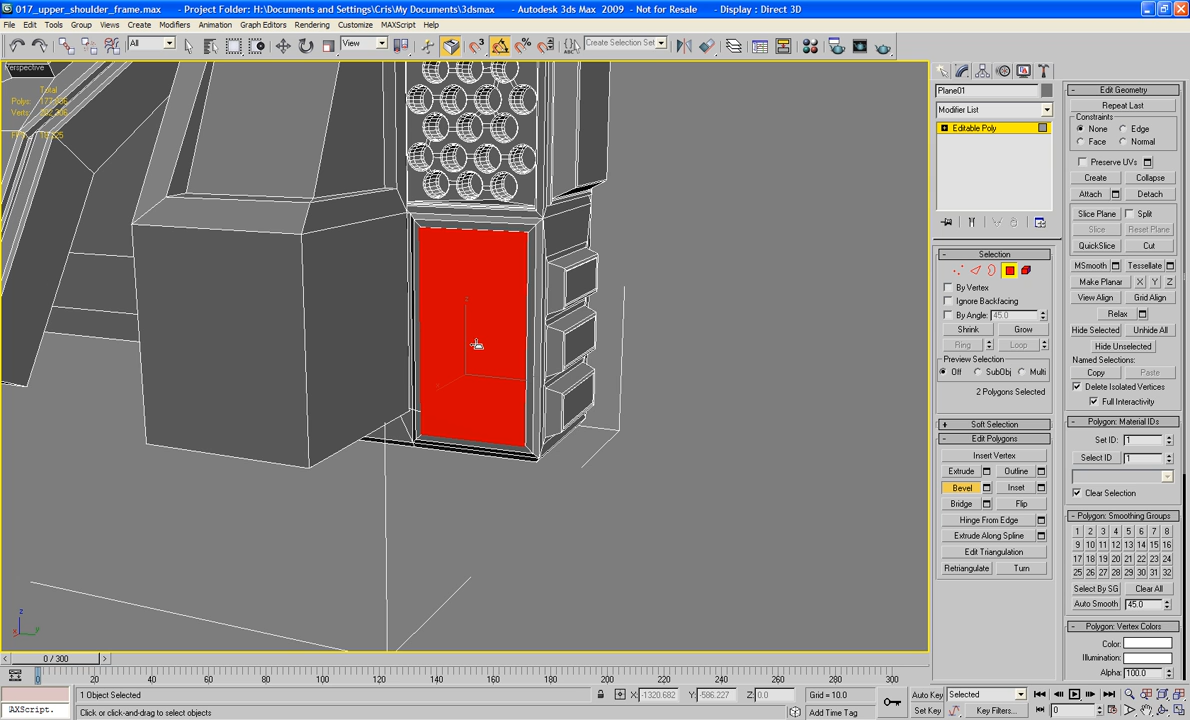 017_upper_shoulder_frame.max - Project Folder: H:\Documents and Settings\Cris\My Documents\3dsmax - Autodesk 3ds Max 2009 - Not for Resale - Display : Direct 3D
File Edit Tools Group Views Create Modifiers Animation Graph Editors Rendering Customize MAXScript Help
All View Create Selection Set
Perspective
Total
Polys:
Verts:
z
x y
Plane01
Modifier List
Editable Poly
Selection
By Vertex
Ignore Backfacing
By Angle: 45.0
Shrink Grow
Ring Loop
Preview Selection
Off SubObj Multi
2 Polygons Selected
Soft Selection
Edit Polygons
Insert Vertex
Extrude Outline
Bevel Inset
Bridge Flip
Hinge From Edge
Extrude Along Spline
Edit Triangulation
Retriangulate Turn
Edit Geometry
Repeat Last
Constraints
None Edge
Face Normal
Preserve UVs
Create Collapse
Attach Detach
Slice Plane Split
Slice Reset Plane
QuickSlice Cut
MSmooth Tessellate
Make Planar X Y Z
View Align Grid Align
Relax
Hide Selected Unhide All
Hide Unselected
Named Selections:
Copy Paste
Delete Isolated Vertices
Full Interactivity
Polygon: Material IDs
Set ID: 1
Select ID 1
Clear Selection
Polygon: Smoothing Groups
1 2 3 4 5 6 7 8
9 10 11 12 13 14 15 16
17 18 19 20 21 22 23 24
25 26 27 28 29 30 31 32
Select By SG Clear All
Auto Smooth 45.0
Polygon: Vertex Colors
Color:
Illumination:
Alpha: 100.0
0 / 300
0 20 40 60 80 100 120 140 160 180 200 220 240 260 280 300
1 Object Selected X: -1320.682 Y: -586.227 Z: 0.0 Grid = 10.0 Auto Key Selected
AXScript. Click or click-and-drag to select objects Add Time Tag Set Key Key Filters... 0